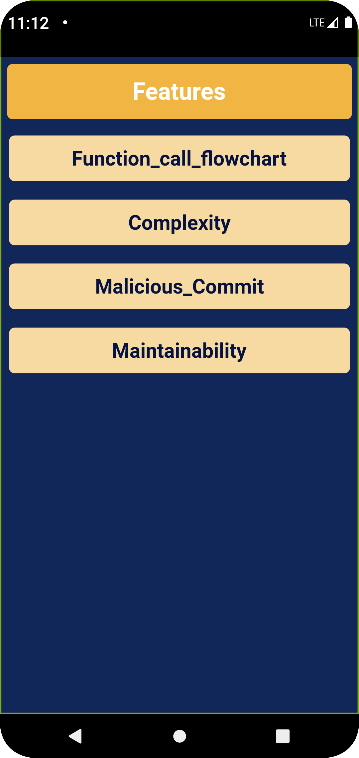 11:12
LTE
Features
Function_call_flowchart
Complexity
Malicious_Commit
Maintainability